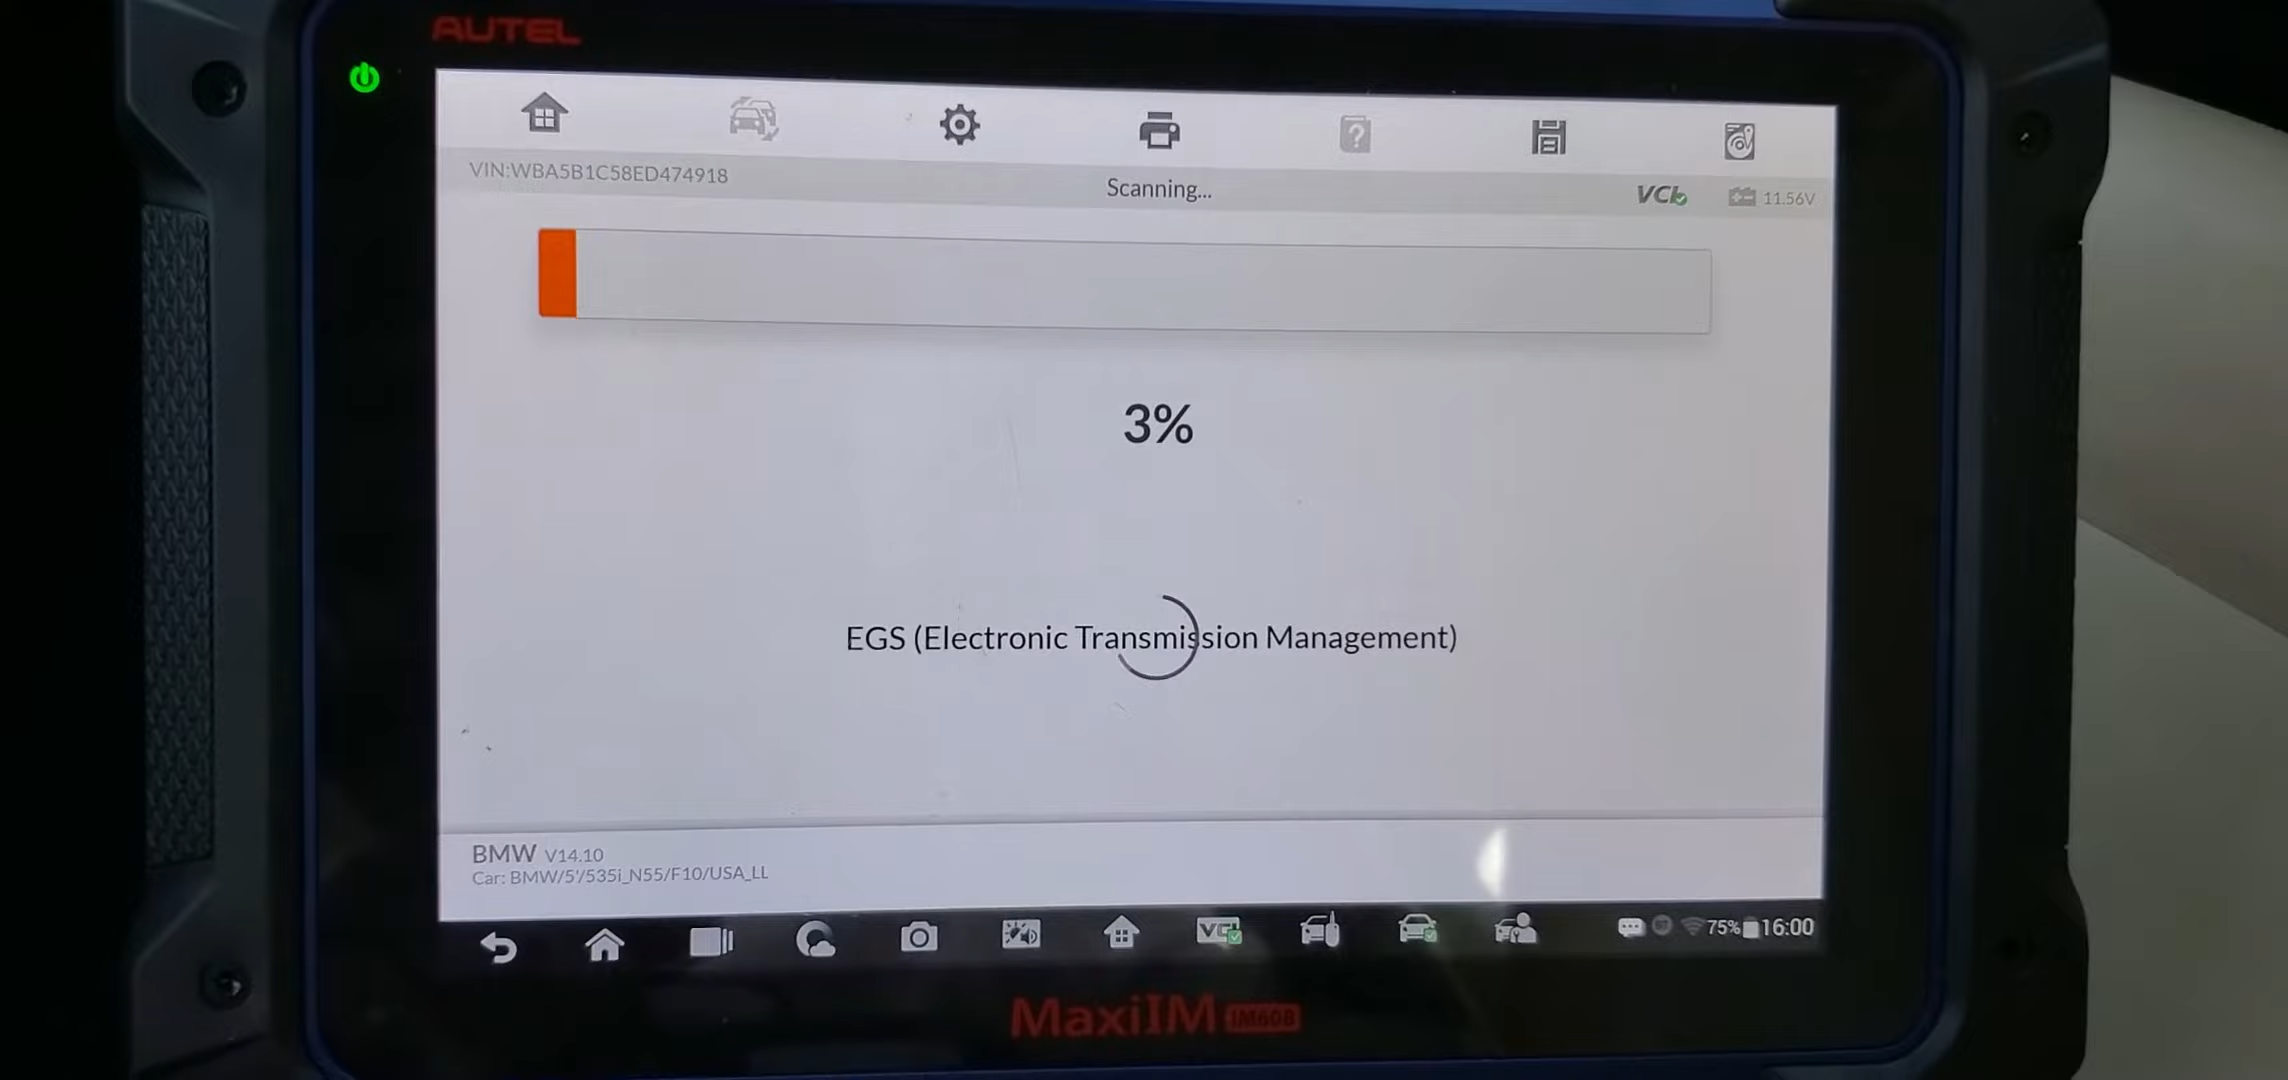 AUTEL
VIN:WBA5B1C58ED474918
Scanning...
VCI
11.56V
3%
EGS (Electronic Transmission Management)
BMW V14.10
Car: BMW/5'/535i_N55/F10/USA_LL
VCI
75%
16:00
MaxiIM IM608